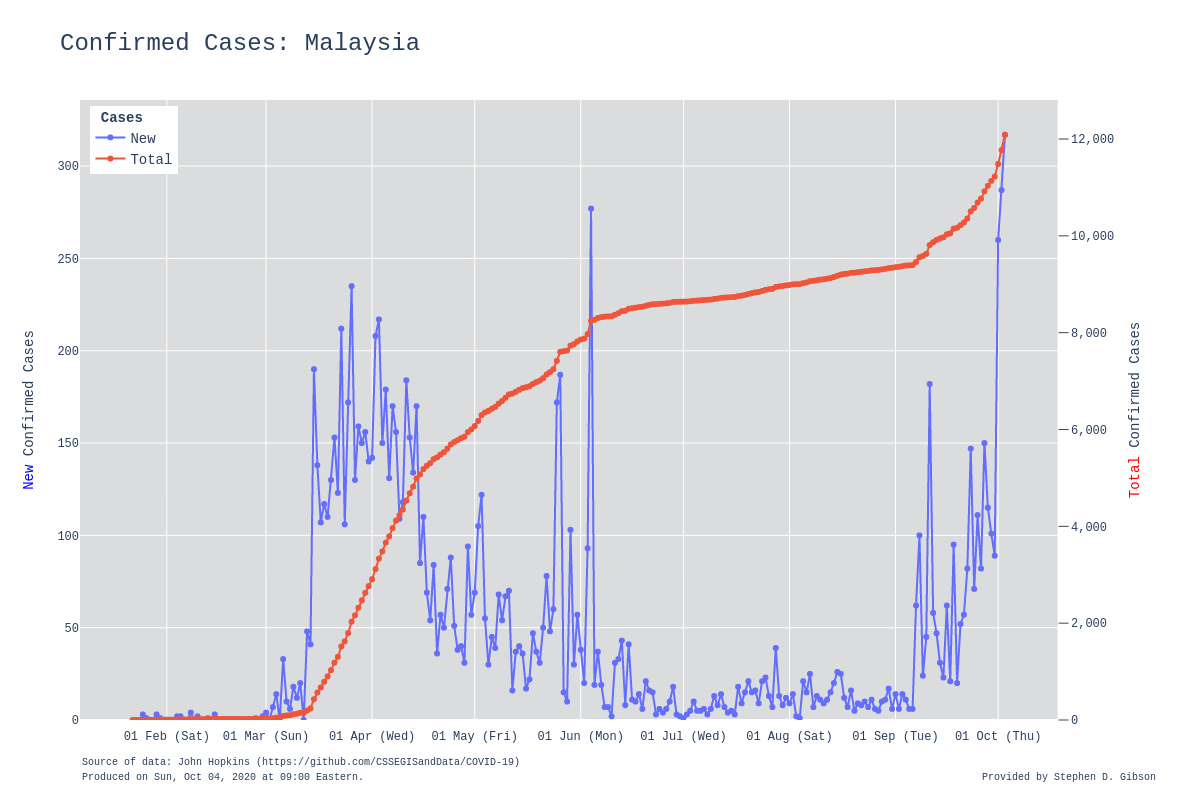 Confirmed Cases: Malaysia
Cases
New
Total
300
250
200
150
100
50
0
New Confirmed Cases
12,000
10,000
8,000
6,000
4,000
2,000
0
Total Confirmed Cases
01 Feb (Sat) 01 Mar (Sun) 01 Apr (Wed) 01 May (Fri) 01 Jun (Mon) 01 Jul (Wed) 01 Aug (Sat) 01 Sep (Tue) 01 Oct (Thu)
Source of data: John Hopkins (https://github.com/CSSEGISandData/COVID-19)
Produced on Sun, Oct 04, 2020 at 09:00 Eastern.
Provided by Stephen D. Gibson